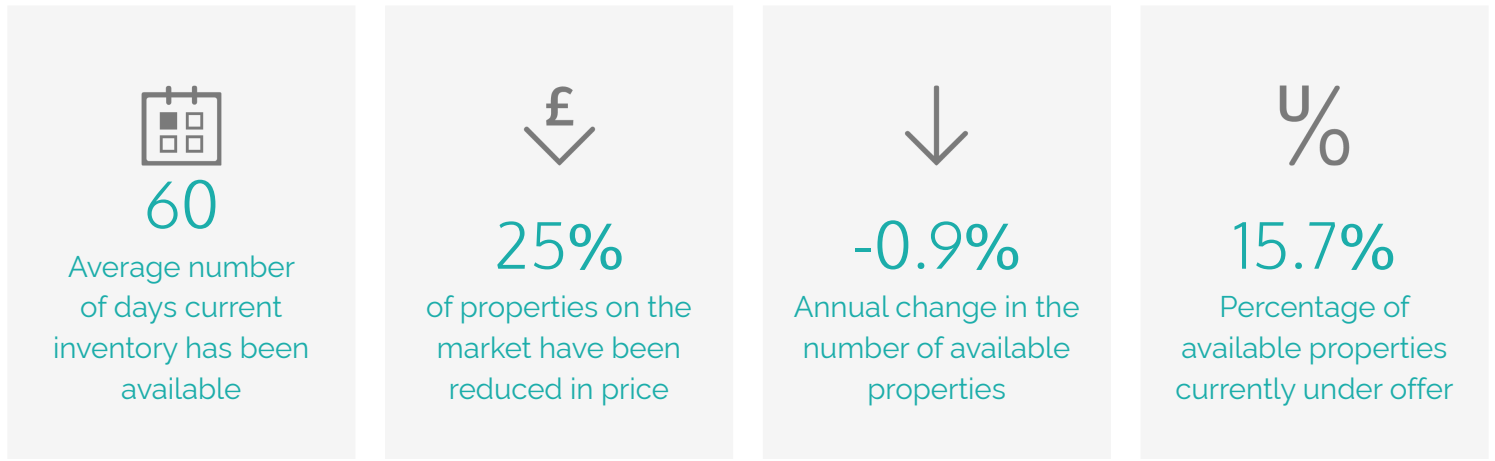 60
Average number
of days current
inventory has been
available
£
25%
of properties on the
market have been
reduced in price
-0.9%
Annual change in the
number of available
properties
U%
15.7%
Percentage of
available properties
currently under offer